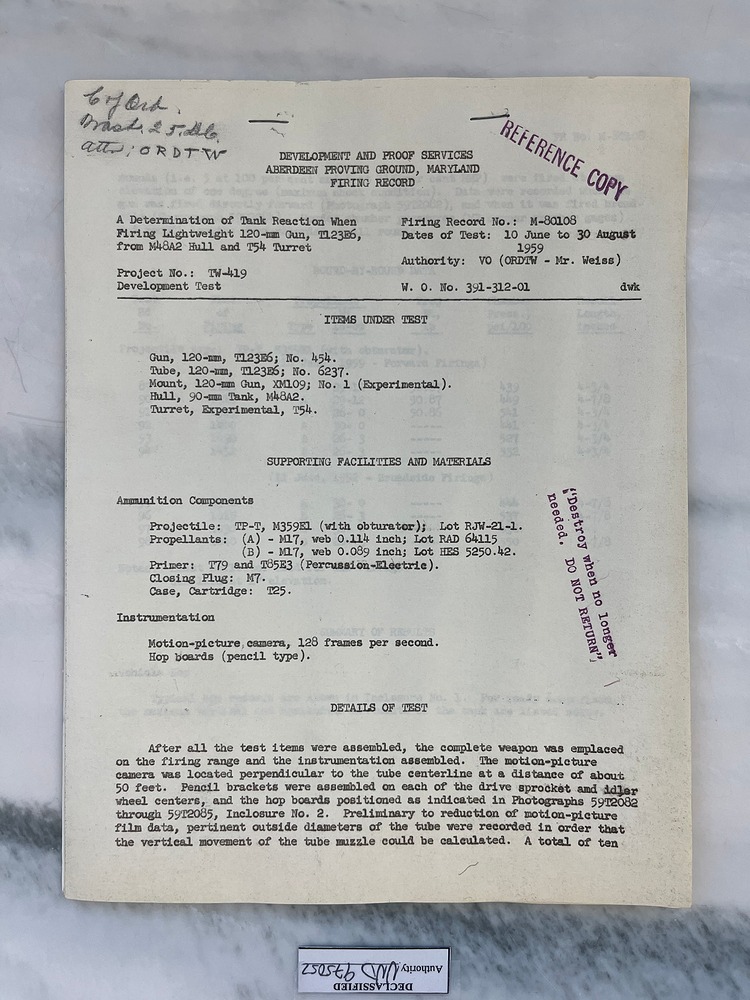 C of Ord.
Wash. 25, DC
Attn: ORDTW
REFERENCE COPY
DEVELOPMENT AND PROOF SERVICES
ABERDEEN PROVING GROUND, MARYLAND
FIRING RECORD
A Determination of Tank Reaction When
Firing Lightweight 120-mm Gun, T123E6,
from M48A2 Hull and T54 Turret
Project No.: TW-419
Development Test
Firing Record No.: M-80108
Dates of Test: 10 June to 30 August
1959
Authority: VO (ORDTW - Mr. Weiss)
W. O. No. 391-312-01 dwk
ITEMS UNDER TEST
Gun, 120-mm, T123E6; No. 454.
Tube, 120-mm, T123E6; No. 6237.
Mount, 120-mm Gun, XM109; No. 1 (Experimental).
Hull, 90-mm Tank, M48A2.
Turret, Experimental, T54.
SUPPORTING FACILITIES AND MATERIALS
Ammunition Components
Projectile: TP-T, M359E1 (with obturator); Lot RJW-21-1.
Propellants: (A) - M17, web 0.114 inch; Lot RAD 64115
(B) - M17, web 0.089 inch; Lot HES 5250.42.
Primer: T79 and T85E3 (Percussion-Electric).
Closing Plug: M7.
Case, Cartridge: T25.
"Destroy when no longer
needed. DO NOT RETURN"
Instrumentation
Motion-picture camera, 128 frames per second.
Hop boards (pencil type).
DETAILS OF TEST
After all the test items were assembled, the complete weapon was emplaced
on the firing range and the instrumentation assembled. The motion-picture
camera was located perpendicular to the tube centerline at a distance of about
50 feet. Pencil brackets were assembled on each of the drive sprocket and idler
wheel centers, and the hop boards positioned as indicated in Photographs 59T2082
through 59T2085, Inclosure No. 2. Preliminary to reduction of motion-picture
film data, pertinent outside diameters of the tube were recorded in order that
the vertical movement of the tube muzzle could be calculated. A total of ten
DECLASSIFIED
Authority NND 975052